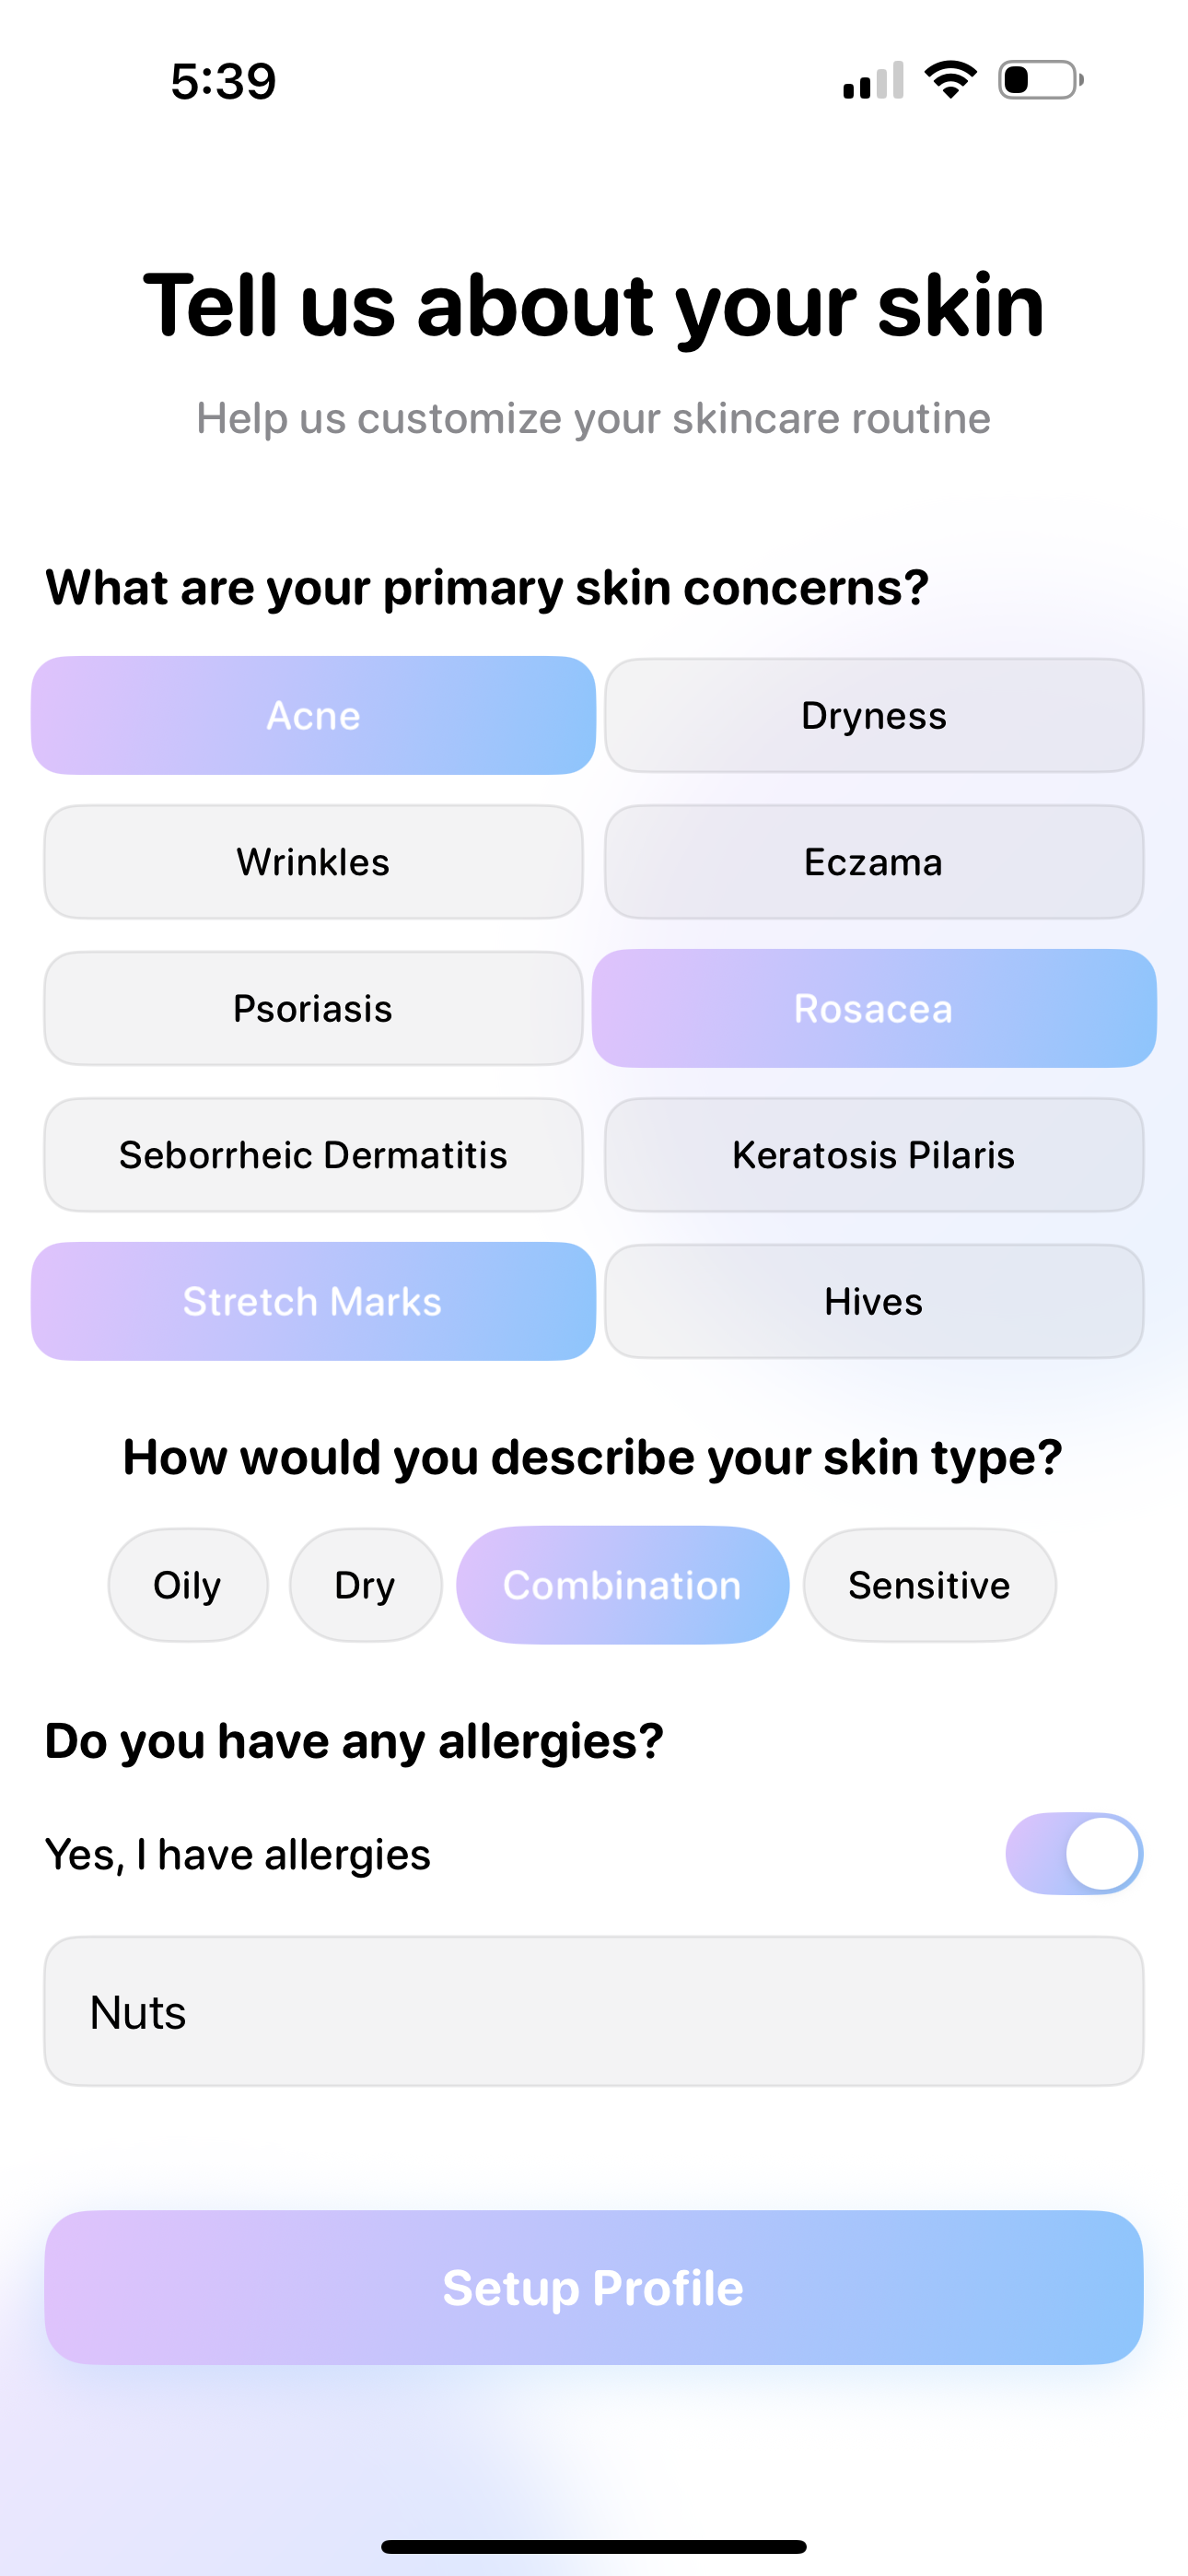 5:39
Tell us about your skin
Help us customize your skincare routine
What are your primary skin concerns?
Acne
Dryness
Wrinkles
Eczama
Psoriasis
Rosacea
Seborrheic Dermatitis
Keratosis Pilaris
Stretch Marks
Hives
How would you describe your skin type?
Oily
Dry
Combination
Sensitive
Do you have any allergies?
Yes, I have allergies
Nuts
Setup Profile